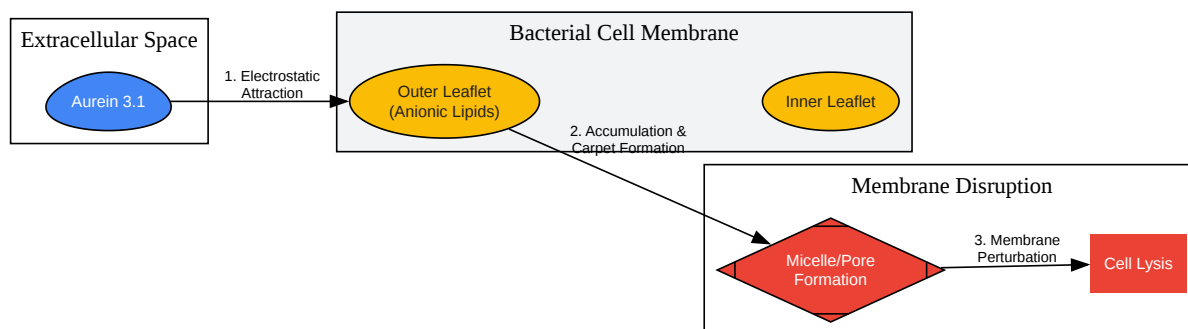 Extracellular Space
Aurein 3.1
1. Electrostatic
Attraction
Bacterial Cell Membrane
Outer Leaflet
(Anionic Lipids)
Inner Leaflet
2. Accumulation &
Carpet Formation
Membrane Disruption
Micelle/Pore
Formation
3. Membrane
Perturbation
Cell Lysis